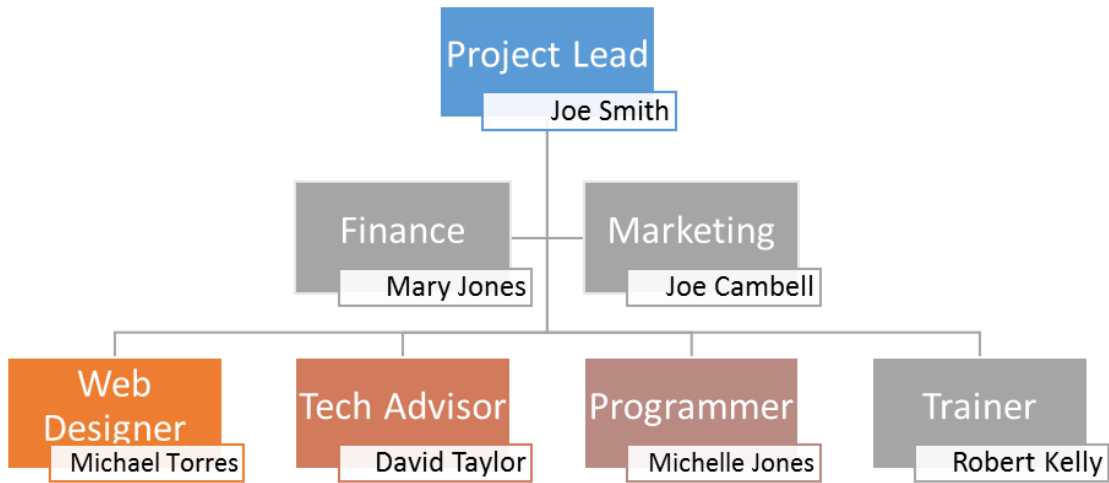 Project Lead
Joe Smith
Finance
Mary Jones
Marketing
Joe Cambell
Web
Designer
Michael Torres
Tech Advisor
David Taylor
Programmer
Michelle Jones
Trainer
Robert Kelly